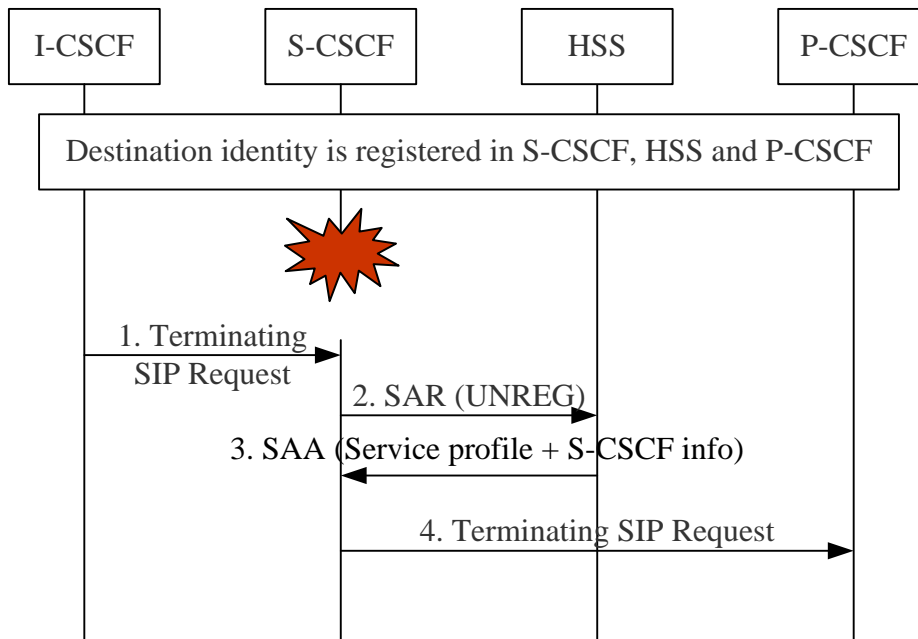 I-CSCF
S-CSCF
HSS
P-CSCF
Destination identity is registered in S-CSCF, HSS and P-CSCF
1. Terminating
SIP Request
2. SAR (UNREG)
3. SAA (Service profile + S-CSCF info)
4. Terminating SIP Request